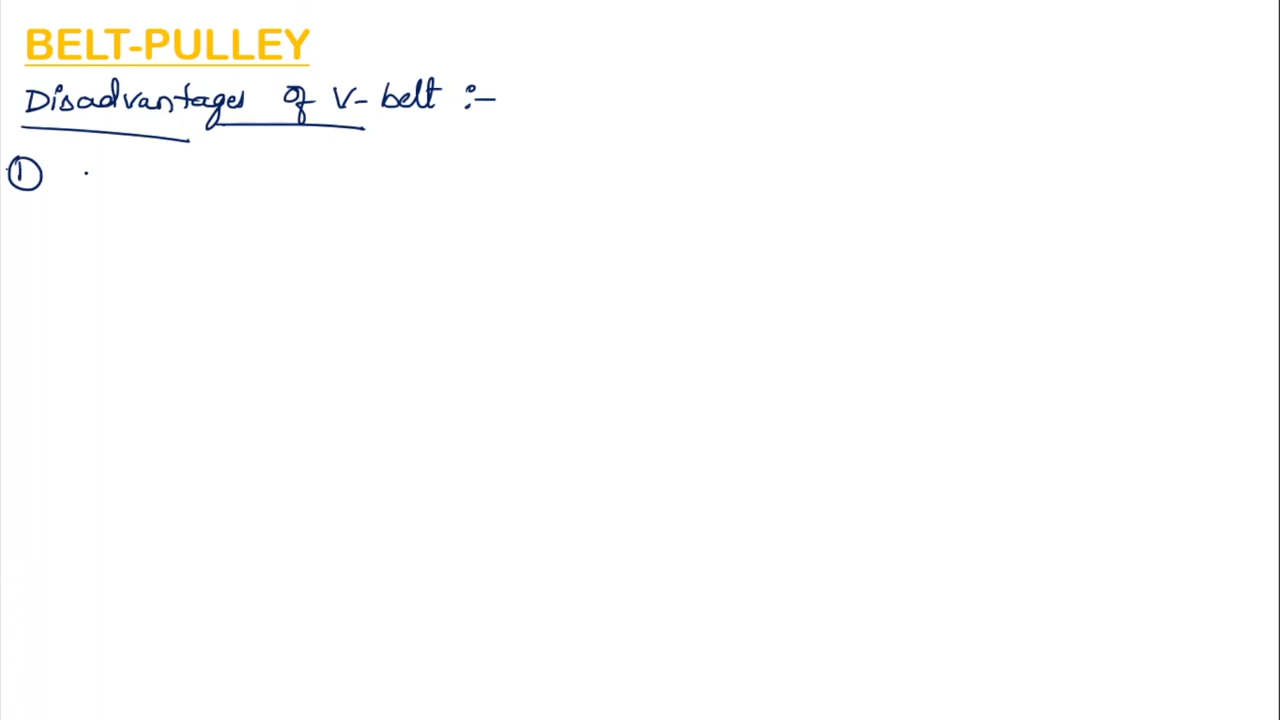 BELT-PULLEY
Disadvantages of V-belt :-
①